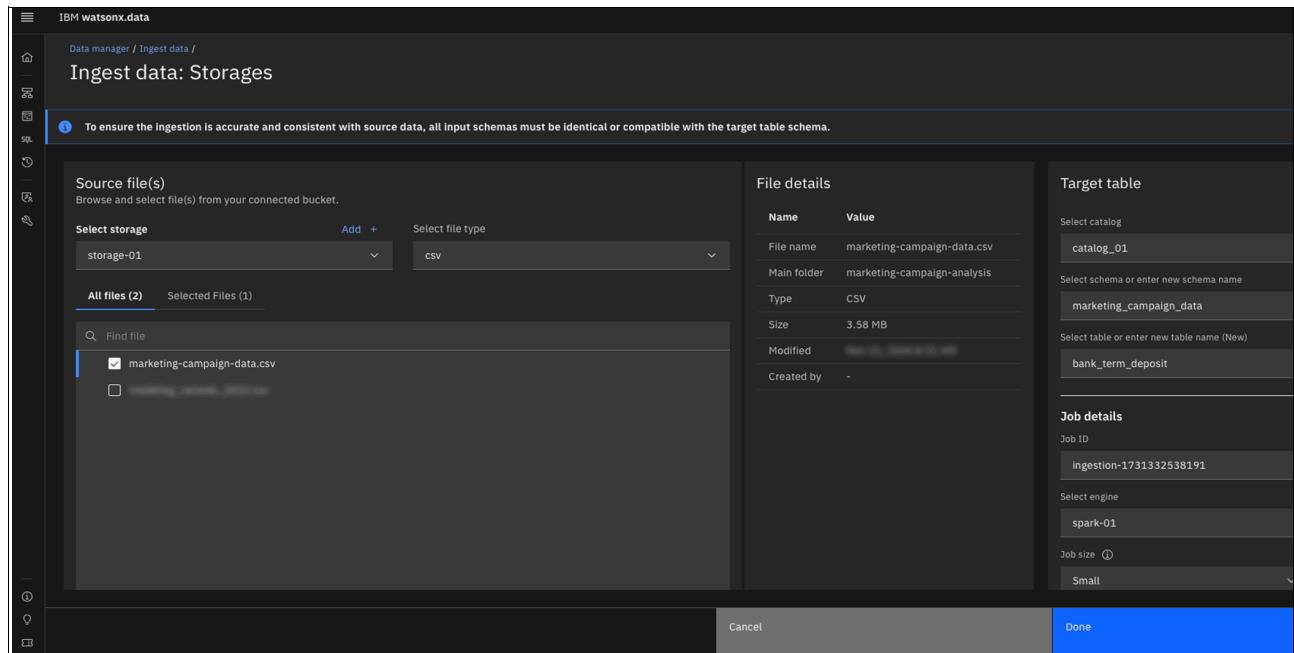 IBM watsonx.data
Data manager / Ingest data /
Ingest data: Storages
To ensure the ingestion is accurate and consistent with source data, all input schemas must be identical or compatible with the target table schema.
SQL
Source file(s)
Browse and select file(s) from your connected bucket.
Select storage
Add +
Select file type
storage-01
csv
All files (2)
Selected Files (1)
Find file
marketing-campaign-data.csv
File details
Name Value
File name marketing-campaign-data.csv
Main folder marketing-campaign-analysis
Type CSV
Size 3.58 MB
Modified
Created by -
Target table
Select catalog
catalog_01
Select schema or enter new schema name
marketing_campaign_data
Select table or enter new table name (New)
bank_term_deposit
Job details
Job ID
ingestion-1731332538191
Select engine
spark-01
Job size
Small
Cancel
Done